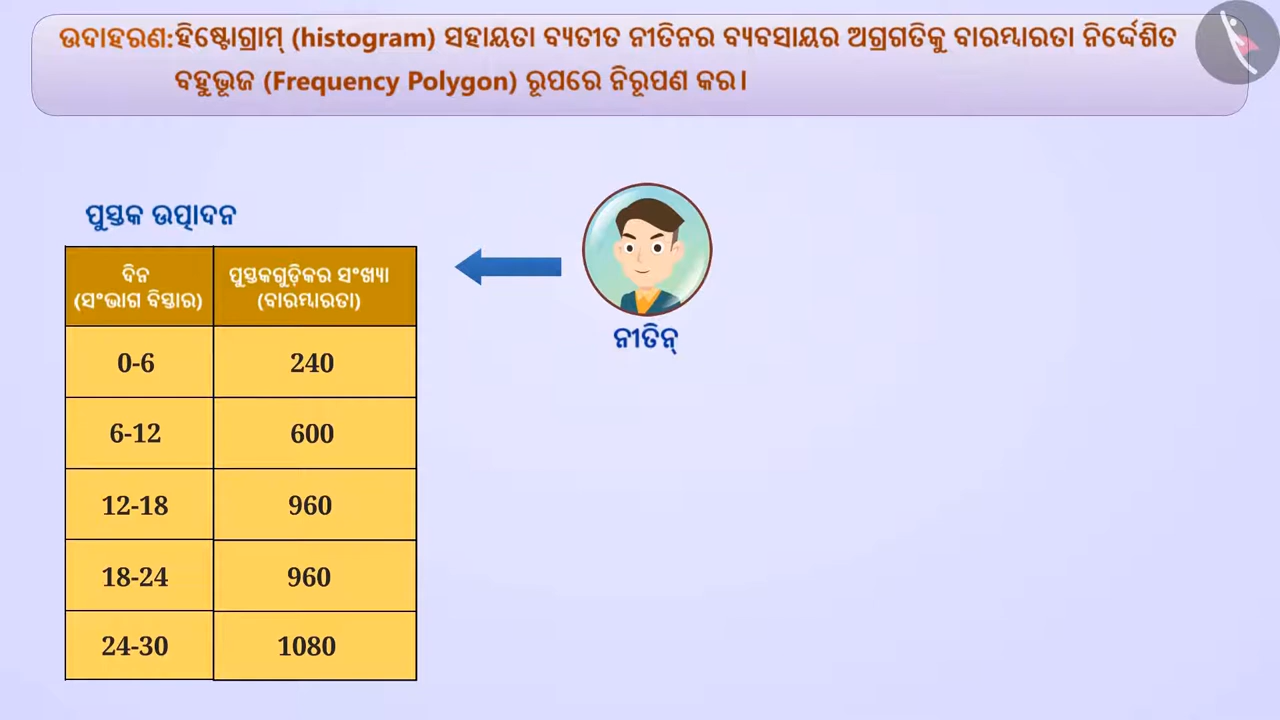 ଉଦାହରଣ:ହିଷ୍ଟୋଗ୍ରାମ୍ (histogram) ସହାୟତା ବ୍ୟତୀତ ନୀତିନର ବ୍ୟବସାୟର ଅଗ୍ରଗତିକୁ ବାରମ୍ବାରତା ନିର୍ଦ୍ଦେଶିତ
ବହୁଭୂଜ (Frequency Polygon) ରୂପରେ ନିରୂପଣ କର।
ପୁସ୍ତକ ଉତ୍ପାଦନ
ଦିନ
(ସଂଭାଗ ବିସ୍ତାର)
ପୁସ୍ତକଗୁଡ଼ିକର ସଂଖ୍ୟା
(ବାରମ୍ବାରତା)
0-6 240
6-12 600
12-18 960
18-24 960
24-30 1080
ନୀତିନ୍